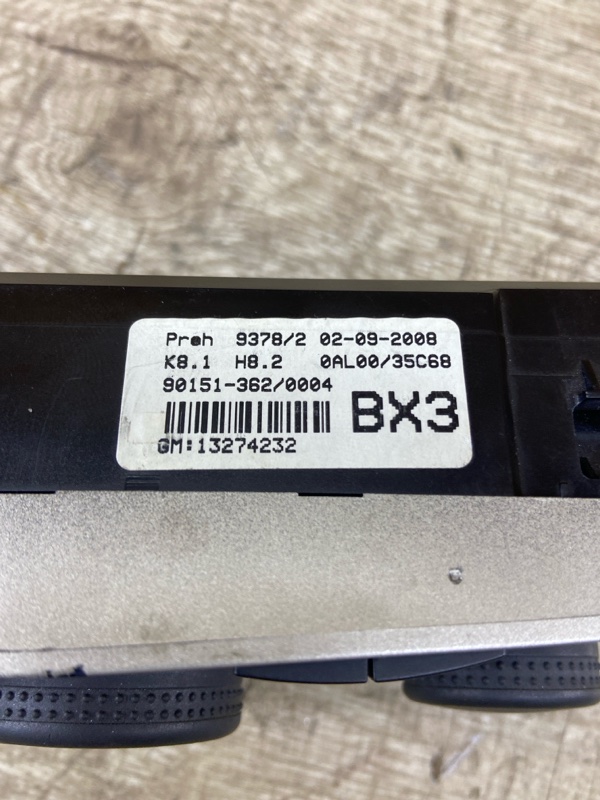 Preh 9378/2 02-09-2008
K8.1 H8.2 0AL00/35C68
90151-362/0004
BX3
GM:13274232